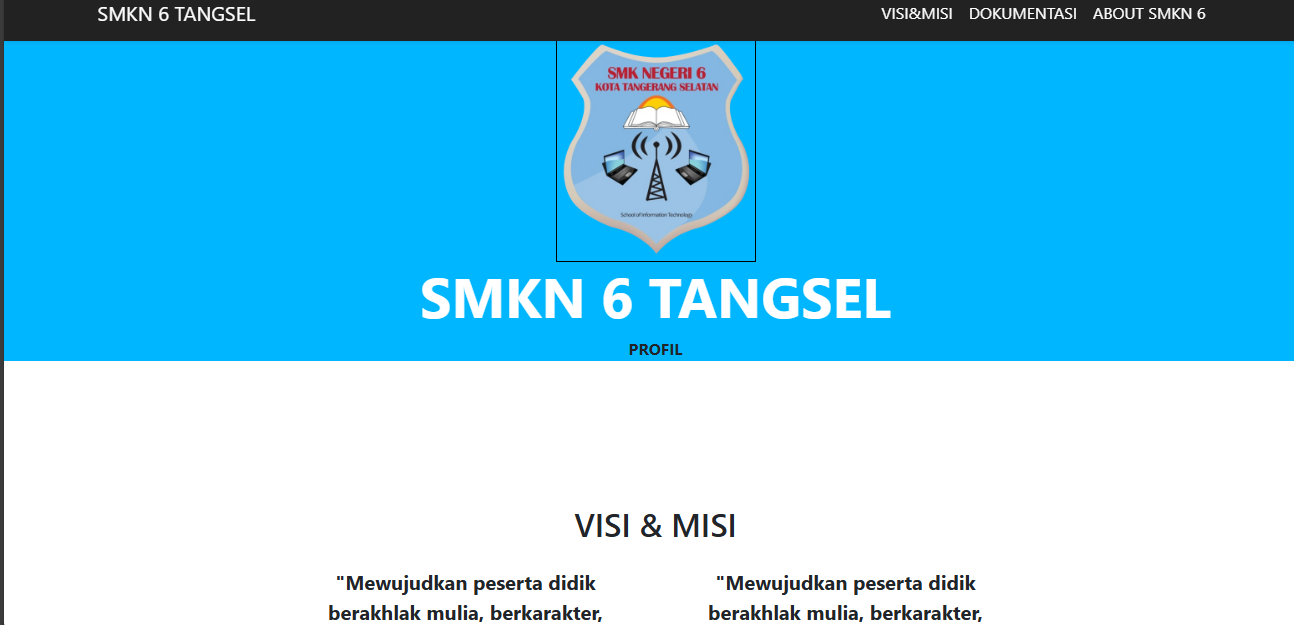 SMKN 6 TANGSEL
VISI&MISI DOKUMENTASI ABOUT SMKN 6
SMK NEGERI 6
KOTA TANGERANG SELATAN
School of Information Technology
SMKN 6 TANGSEL
PROFIL
VISI & MISI
"Mewujudkan peserta didik
berakhlak mulia, berkarakter,
"Mewujudkan peserta didik
berakhlak mulia, berkarakter,